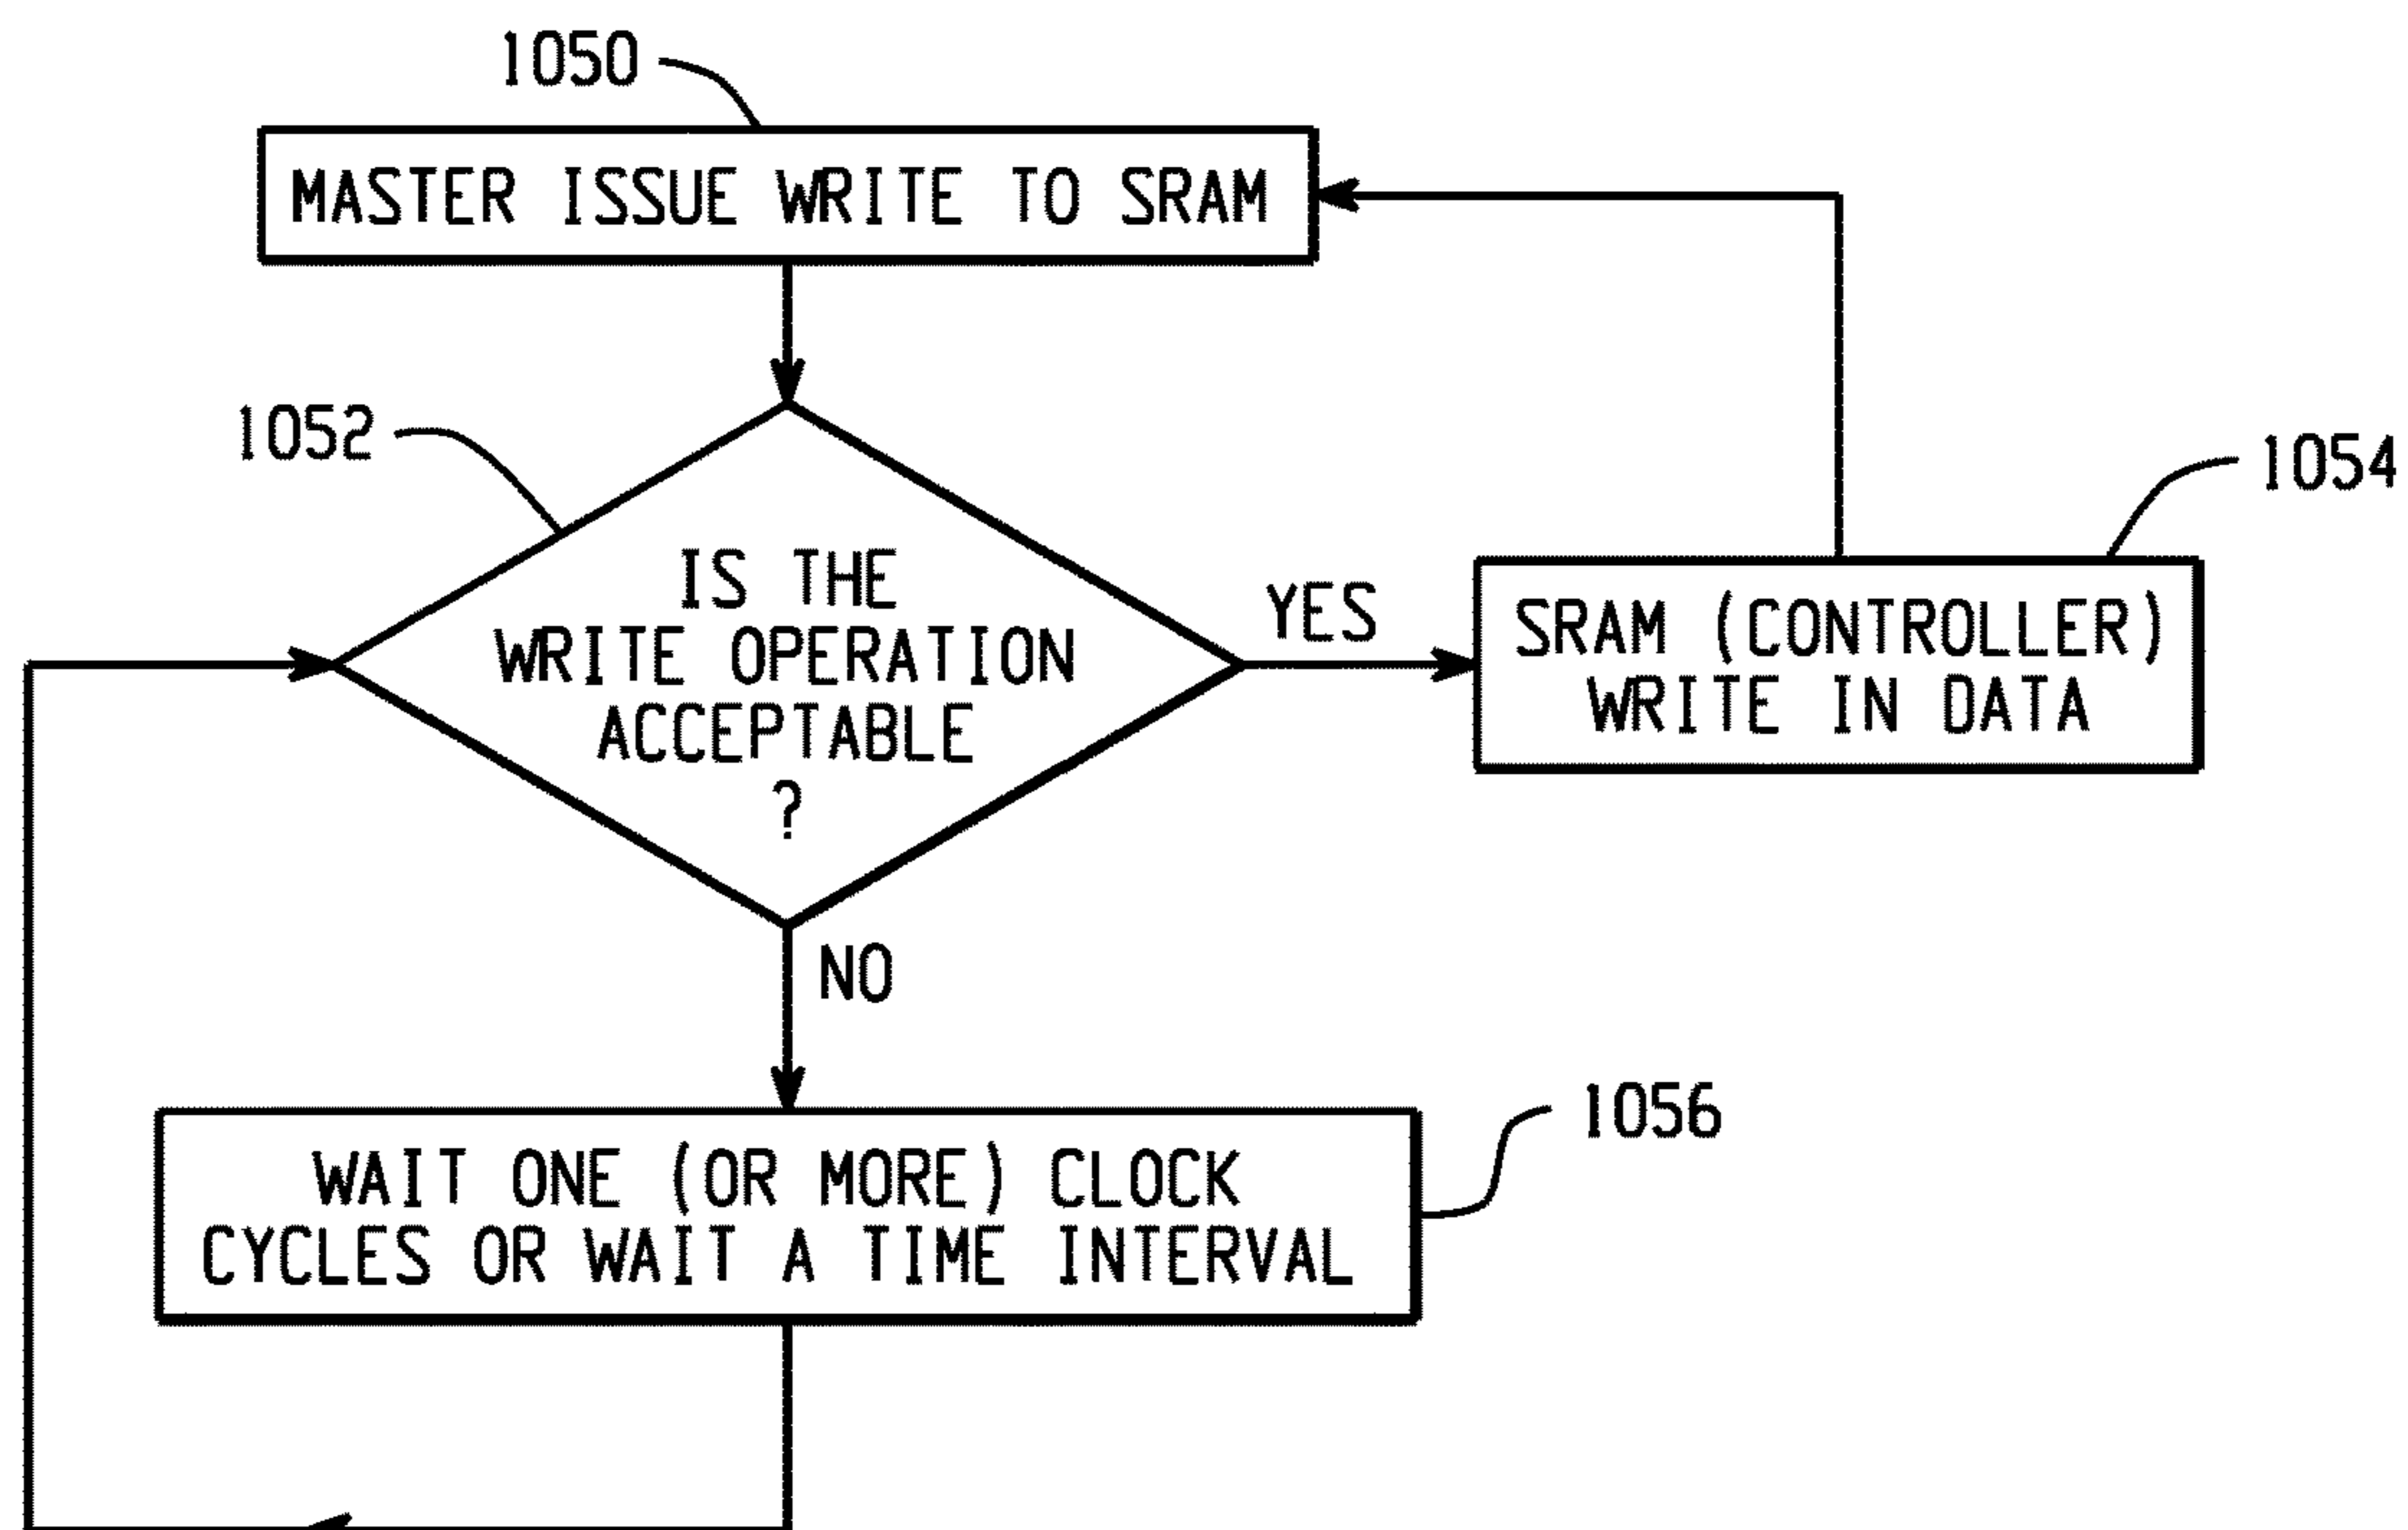 1050
MASTER ISSUE WRITE TO SRAM
1052
IS THE
WRITE OPERATION
ACCEPTABLE
?
YES
1054
SRAM (CONTROLLER)
WRITE IN DATA
NO
1056
WAIT ONE (OR MORE) CLOCK
CYCLES OR WAIT A TIME INTERVAL